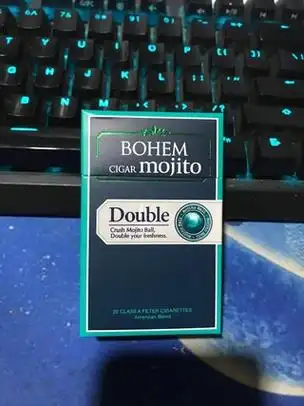 Y U I O P { [ } ]
G H J K L : ;
B N M < , > . ? /
BOHEM
CIGAR mojito
Double
Crush Mojito Ball,
Double your freshness.
20 CLASS A FILTER CIGARETTES
American Blend